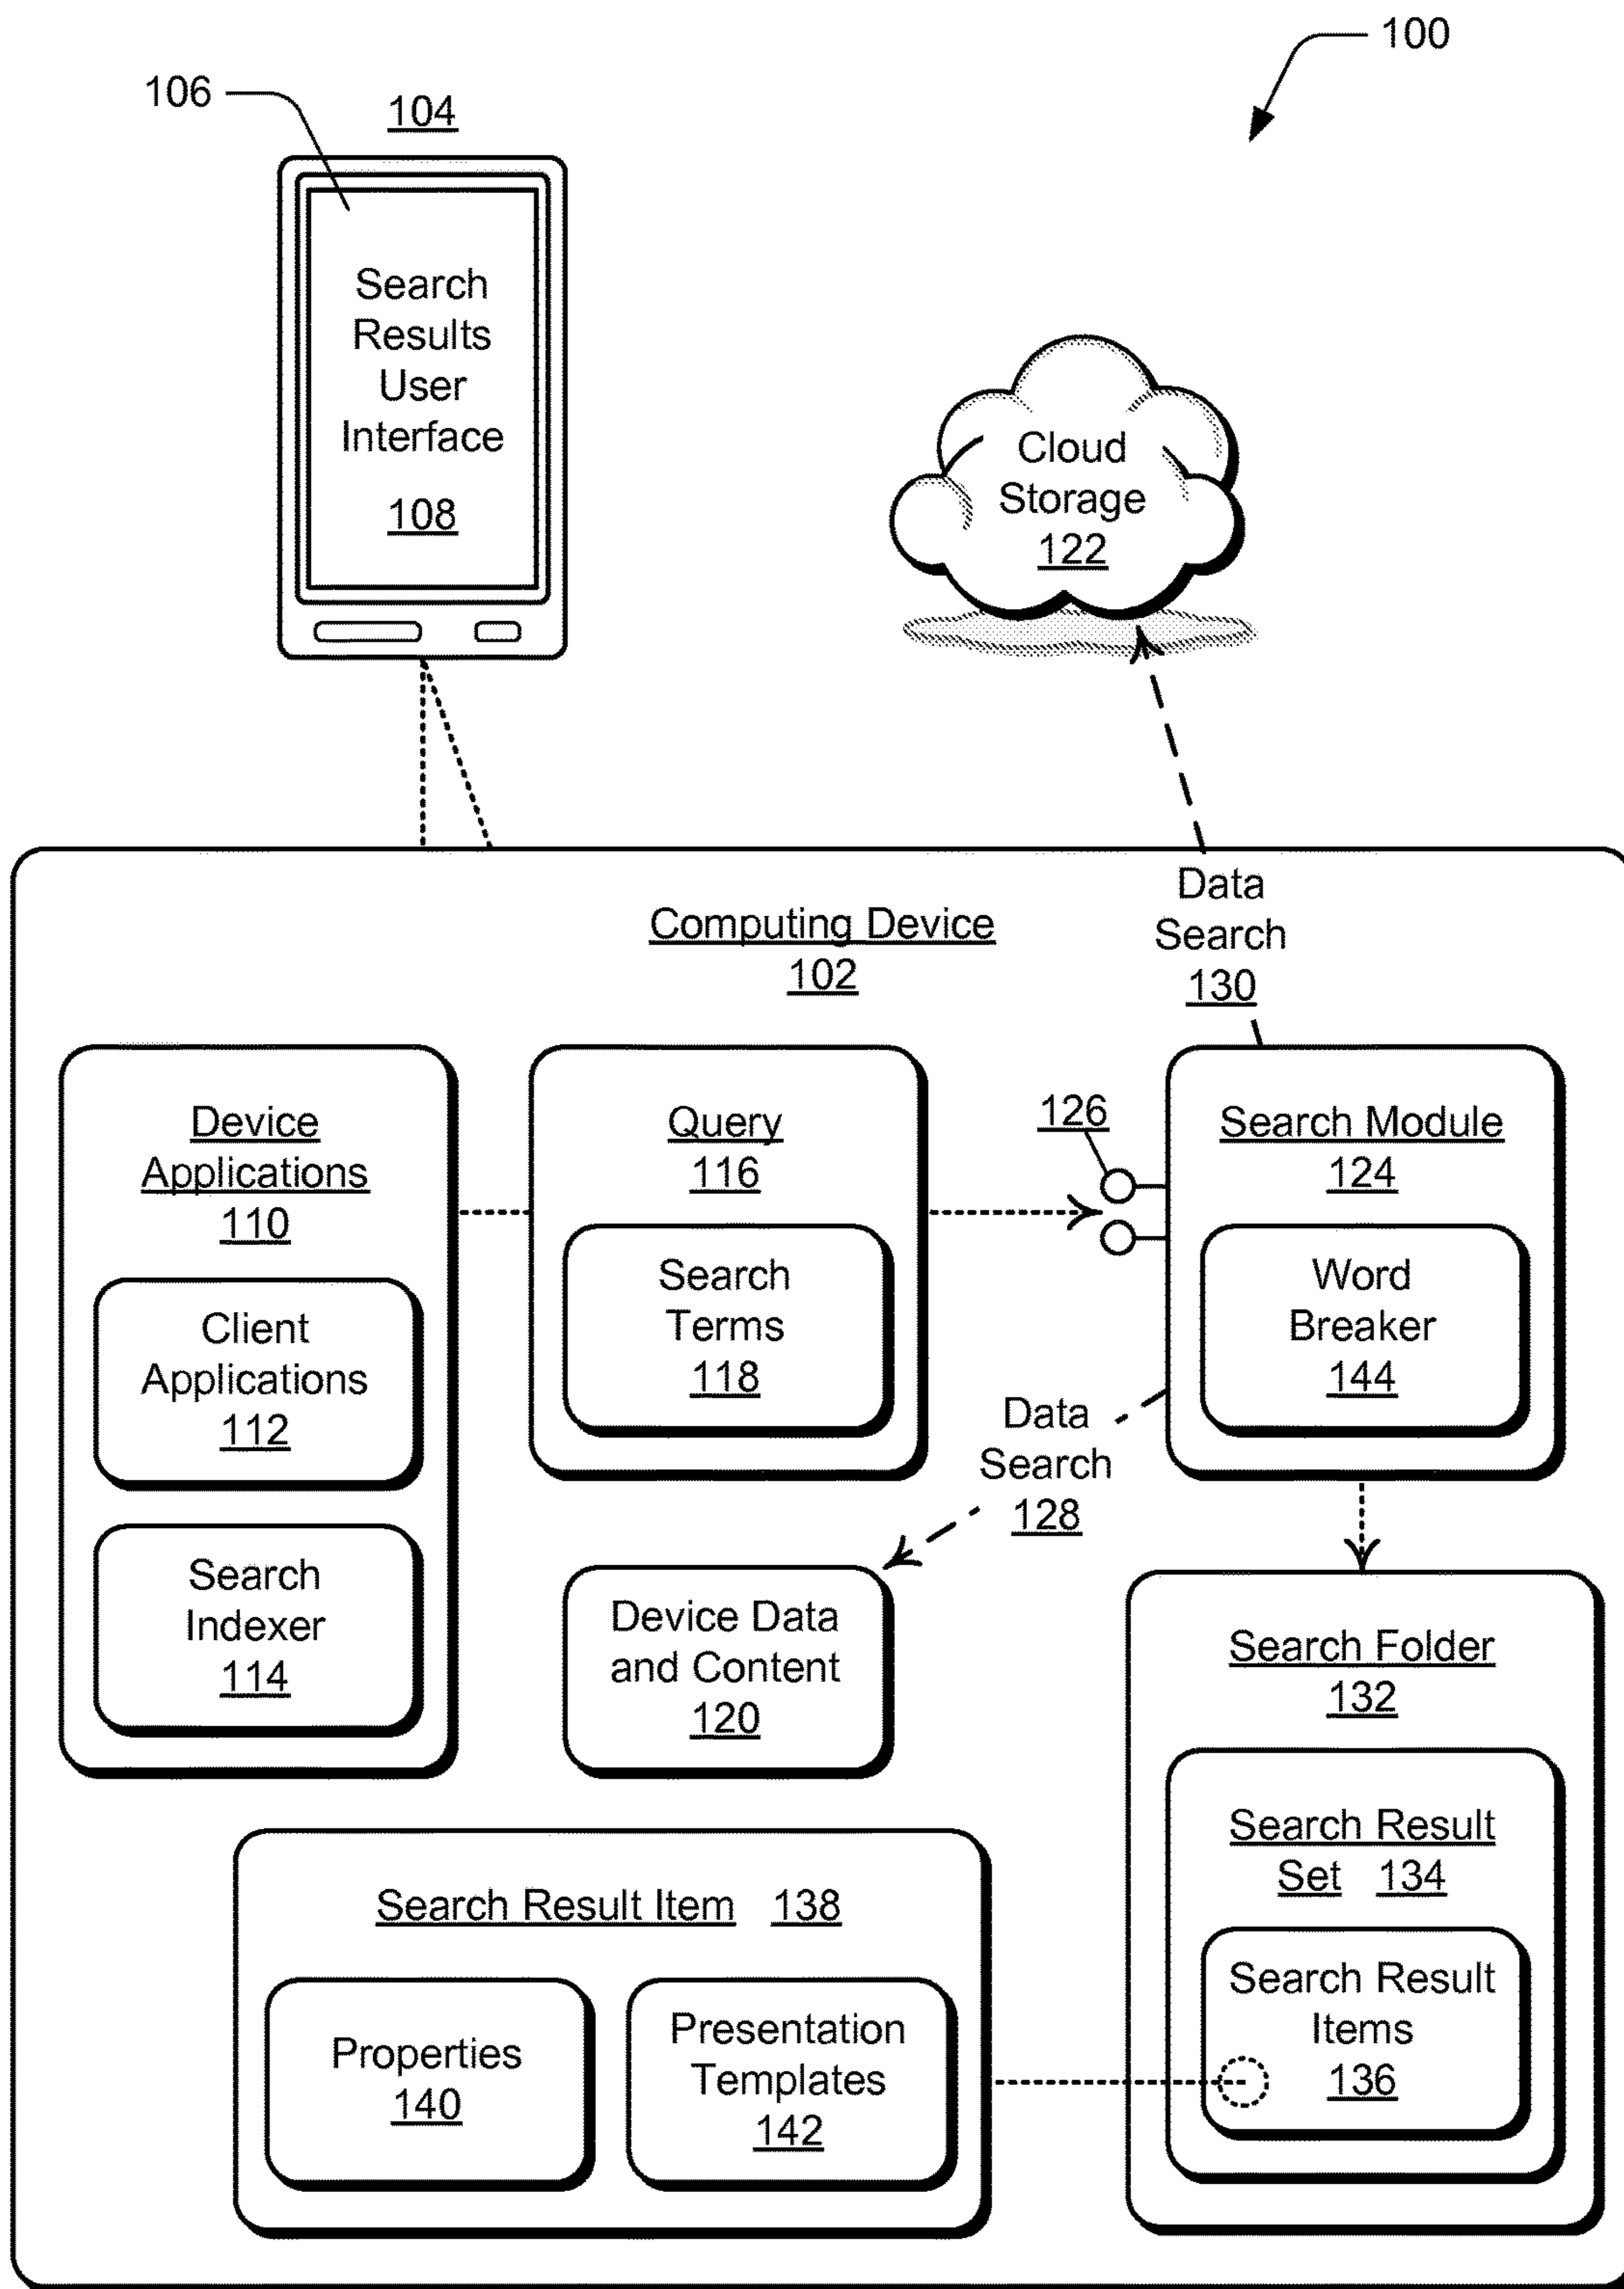 100
106
104
Search
Results
User
Interface
108
Cloud
Storage
122
Computing Device
102
Data
Search
130
Device
Applications
110
Client
Applications
112
Search
Indexer
114
Query
116
Search
Terms
118
126
Search Module
124
Word
Breaker
144
Data
Search
128
Device Data
and Content
120
Search Folder
132
Search Result
Set 134
Search Result
Items
136
Search Result Item 138
Properties
140
Presentation
Templates
142